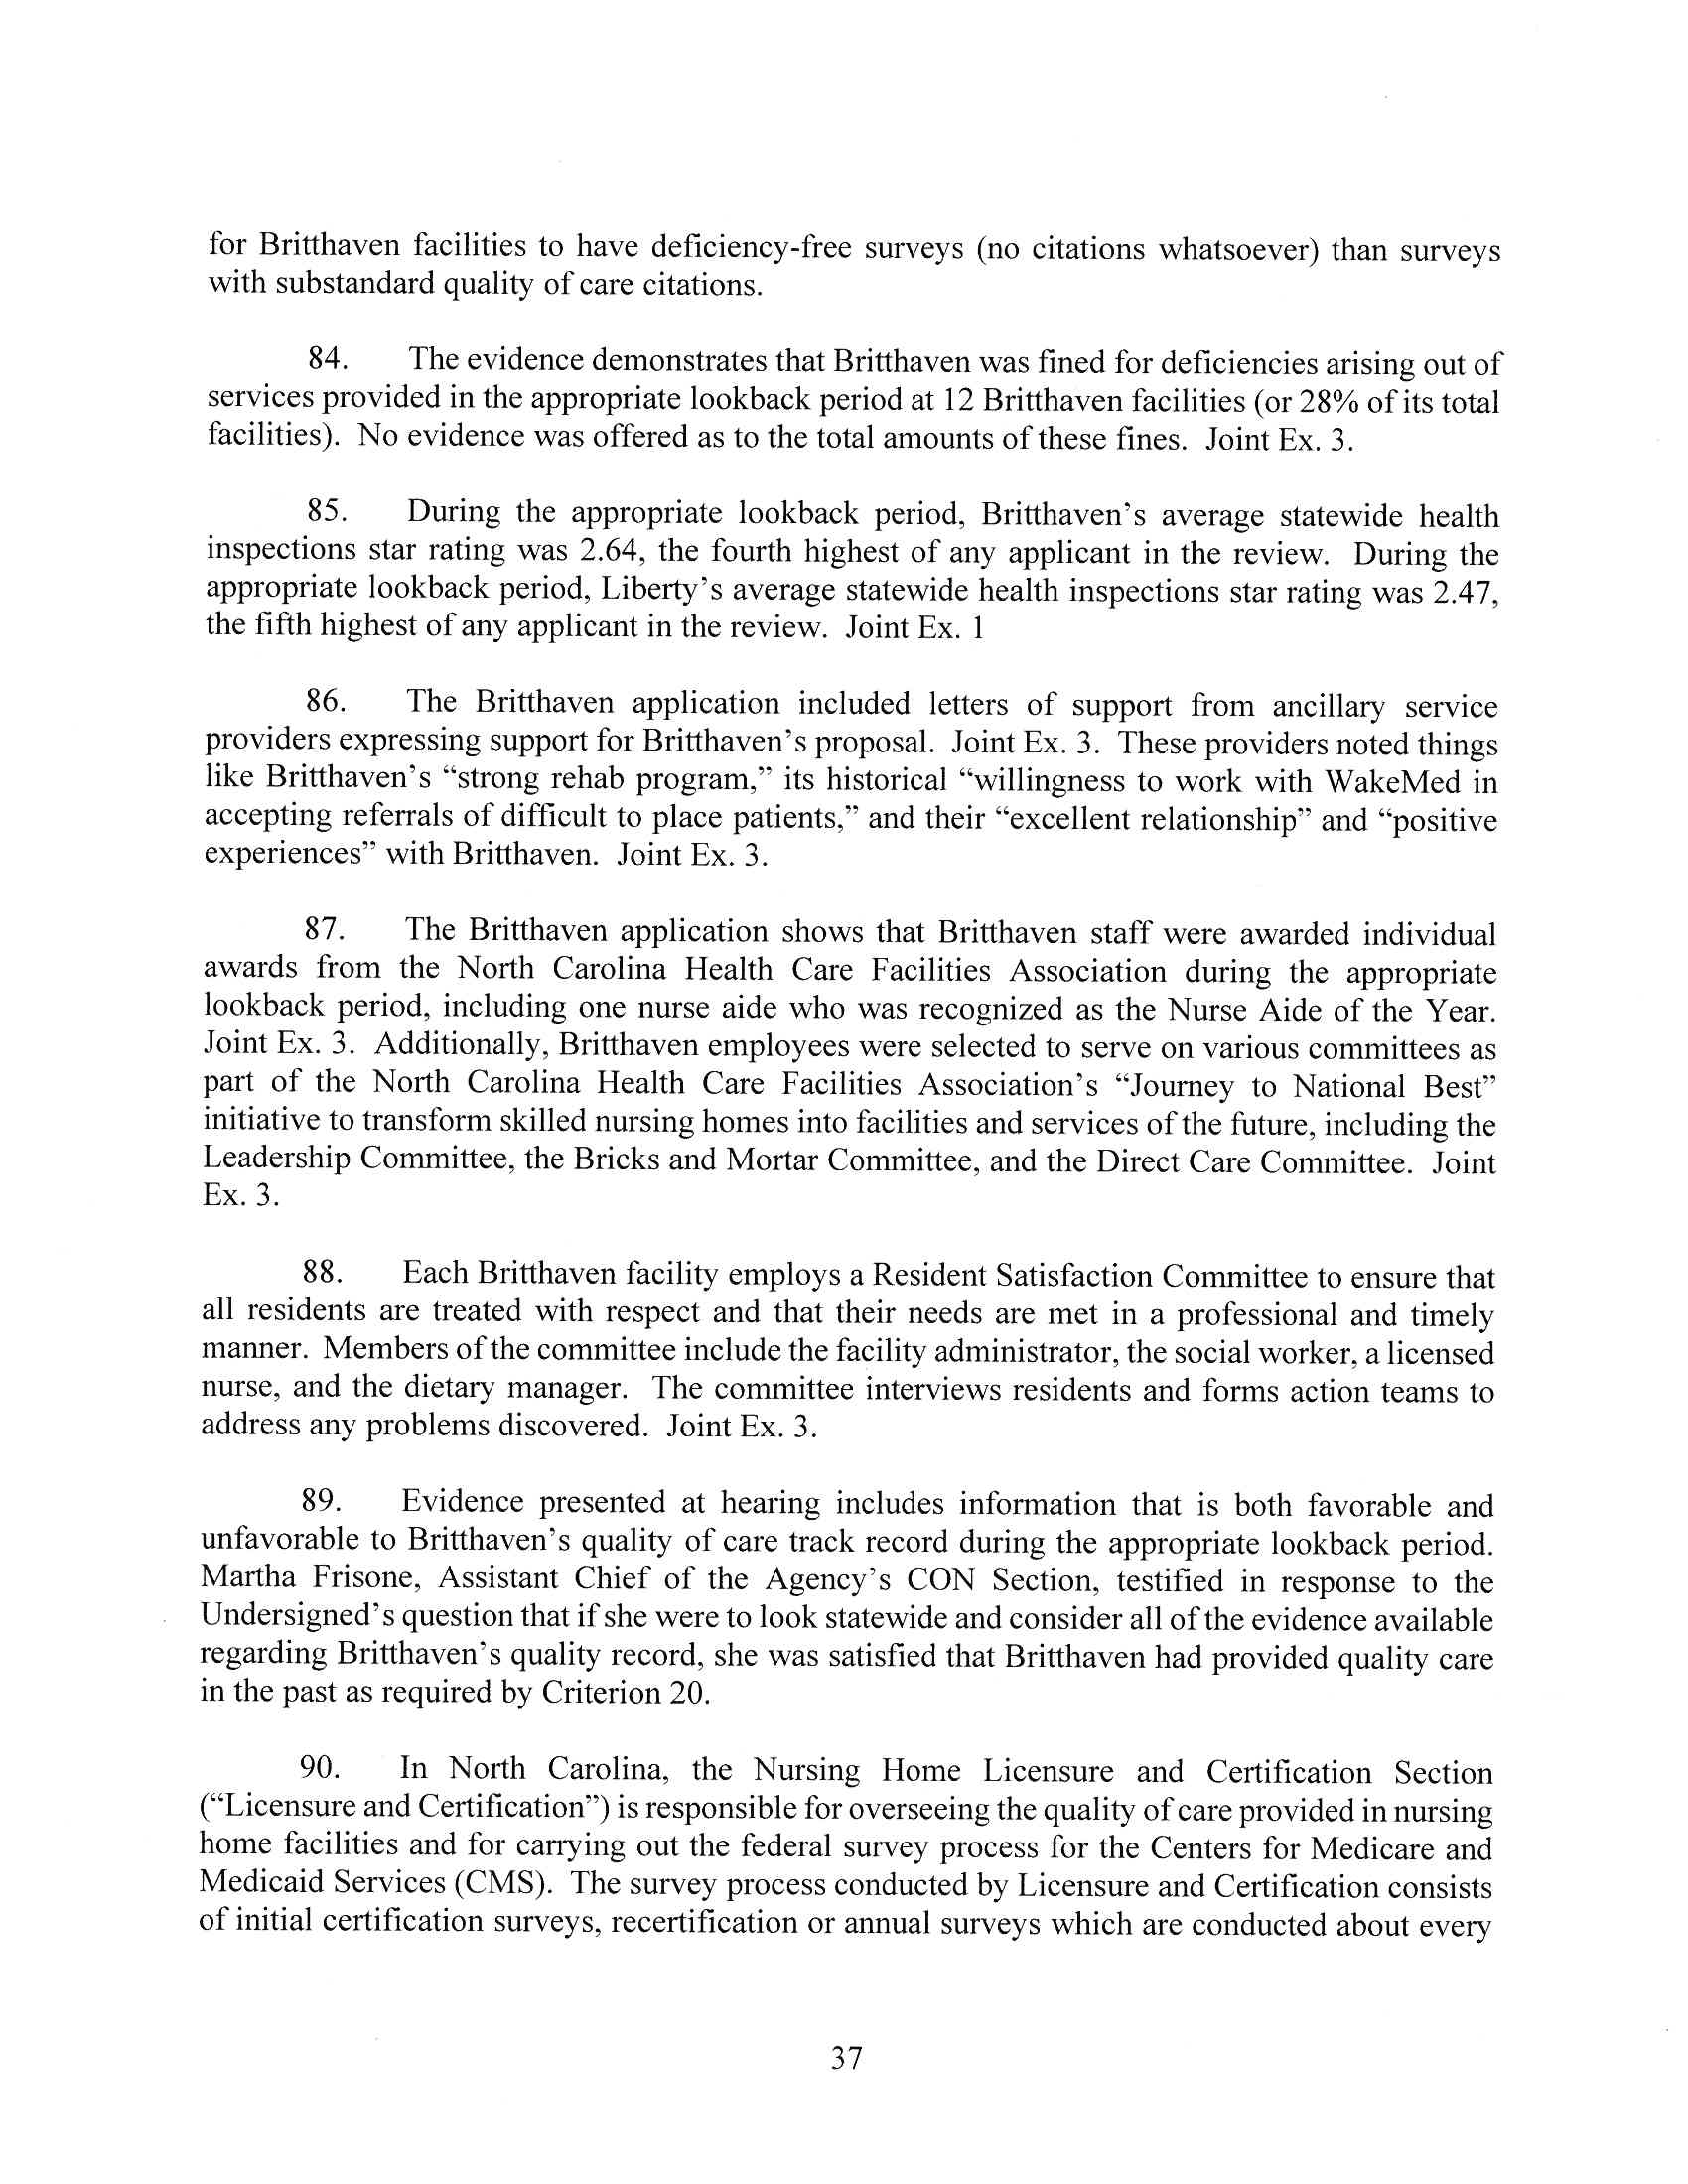 for Britthaven facilities to have deficiency-free surveys (no citations whatsoever) than surveys
with substandard quality of care citations.
84. The evidence demonstrates that Britthaven was fined for deficiencies arising out of
services provided in the appropriate lookback period at 12 Britthaven facilities (or 28% of its total
facilities). No evidence was offered as to the total amounts of these fines. Joint Ex. 3.
85. During the appropriate lookback period, Britthaven's average statewide health
inspections star rating was 2.64, the fourth highest of any applicant in the review. During the
appropriate lookback period, Liberty's average statewide health inspections star rating was 2.47,
the fifth highest of any applicant in the review. Joint Ex. 1
86. The Britthaven application included letters of support from ancillary service
providers expressing support for Britthaven's proposal. Joint Ex. 3. These providers noted things
like Britthaven's “strong rehab program,” its historical “willingness to work with WakeMed in
accepting referrals of difficult to place patients,” and their “excellent relationship” and “positive
experiences” with Britthaven. Joint Ex. 3.
87. The Britthaven application shows that Britthaven staff were awarded individual
awards from the North Carolina Health Care Facilities Association during the appropriate
lookback period, including one nurse aide who was recognized as the Nurse Aide of the Year.
Joint Ex. 3. Additionally, Britthaven employees were selected to serve on various committees as
part of the North Carolina Health Care Facilities Association's “Journey to National Best”
initiative to transform skilled nursing homes into facilities and services of the future, including the
Leadership Committee, the Bricks and Mortar Committee, and the Direct Care Committee. Joint
Ex. 3.
88. Each Britthaven facility employs a Resident Satisfaction Committee to ensure that
all residents are treated with respect and that their needs are met in a professional and timely
manner. Members of the committee include the facility administrator, the social worker, a licensed
nurse, and the dietary manager. The committee interviews residents and forms action teams to
address any problems discovered. Joint Ex. 3.
89. Evidence presented at hearing includes information that is both favorable and
unfavorable to Britthaven's quality of care track record during the appropriate lookback period.
Martha Frisone, Assistant Chief of the Agency's CON Section, testified in response to the
Undersigned's question that if she were to look statewide and consider all of the evidence available
regarding Britthaven's quality record, she was satisfied that Britthaven had provided quality care
in the past as required by Criterion 20.
90. In North Carolina, the Nursing Home Licensure and Certification Section
(“Licensure and Certification”) is responsible for overseeing the quality of care provided in nursing
home facilities and for carrying out the federal survey process for the Centers for Medicare and
Medicaid Services (CMS). The survey process conducted by Licensure and Certification consists
of initial certification surveys, recertification or annual surveys which are conducted about every
37